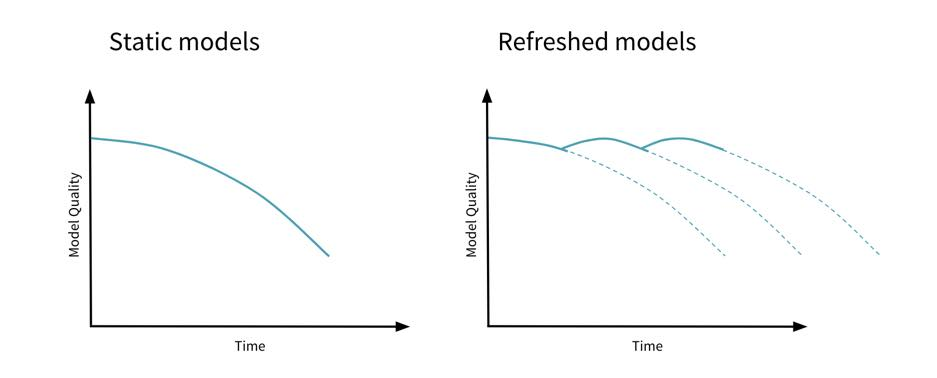 Static models
Refreshed models
Model Quality
Time
Model Quality
Time